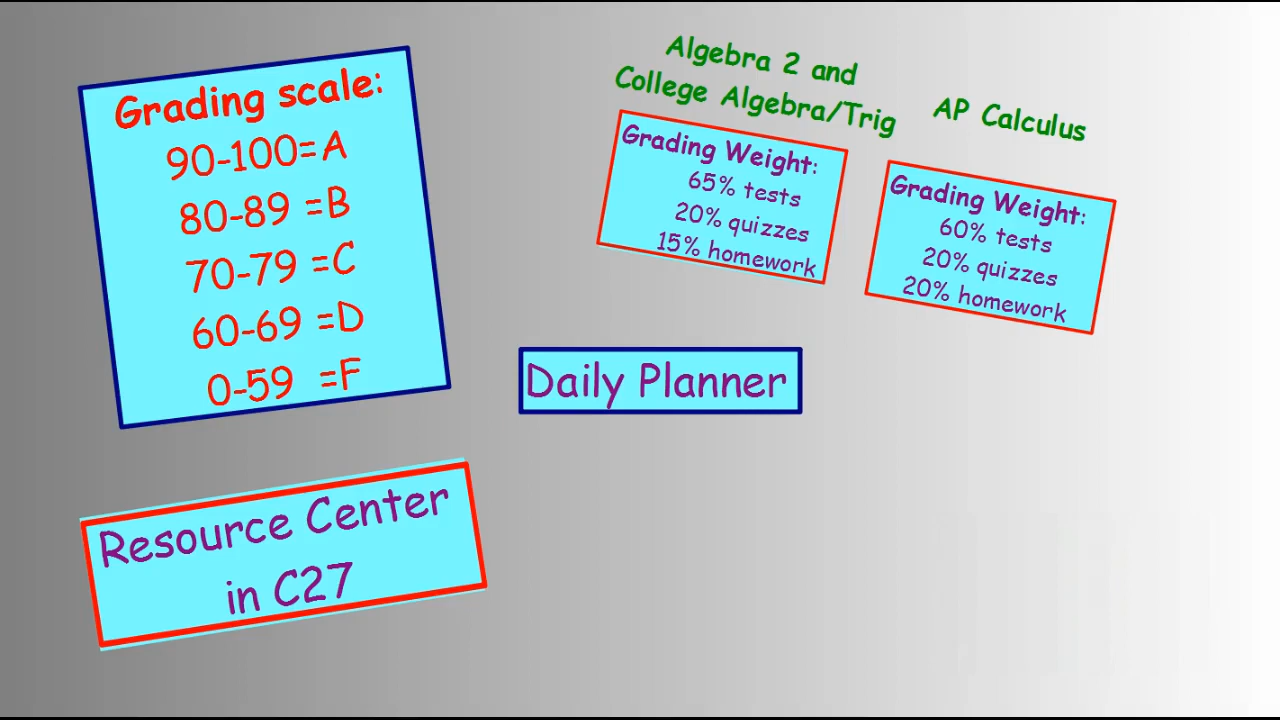 Grading scale:
90-100=A
80-89 =B
70-79 =C
60-69 =D
0-59 =F
Algebra 2 and
College Algebra/Trig
Grading Weight:
65% tests
20% quizzes
15% homework
AP Calculus
Grading Weight:
60% tests
20% quizzes
20% homework
Daily Planner
Resource Center
in C27